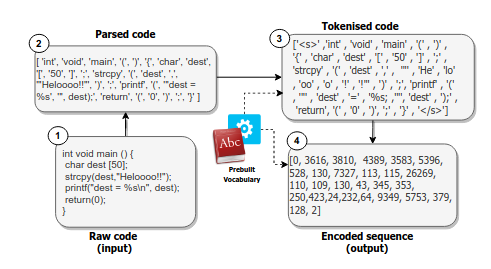 Parsed code
2
[ 'int', 'void', 'main', '(', ')', '{', 'char', 'dest',
'[', '50', ']', ';', 'strcpy', '(', 'dest', ',',
'"Heloooo!!"', ')', ';', 'printf', '(', '"dest =
%s', '", dest);', 'return', '(', '0', ')', ';', '}' ]
Tokenised code
3
['<s>' ,'int' , 'void' , 'main' , '(' , ')' ,
'{' , 'char' , 'dest' , '[' , '50' , ']' , ';' ,
'strcpy' , '(' , 'dest' , ',' , '"' , 'He' , 'lo'
, 'oo' , 'o' , '!' , '!"' , ')' , ';' , 'printf' , '('
, '"' , 'dest' , '=' , '%s; '"' , 'dest' , ');' ,
'return', '(' , '0' , ')' , ';' , '}' , '</s>']
1
int void main () {
char dest [50];
strcpy(dest,"Heloooo!!");
printf("dest = %s\n", dest);
return(0);
}
Raw code
(input)
Abc
Prebuilt
Vocabulary
4
[0, 3616, 3810, 4389, 3583, 5396,
528, 130, 7327, 113, 115, 26269,
110, 109, 130, 43, 345, 353,
250,423,24,232,64, 9349, 5753, 379,
128, 2]
Encoded sequence
(output)